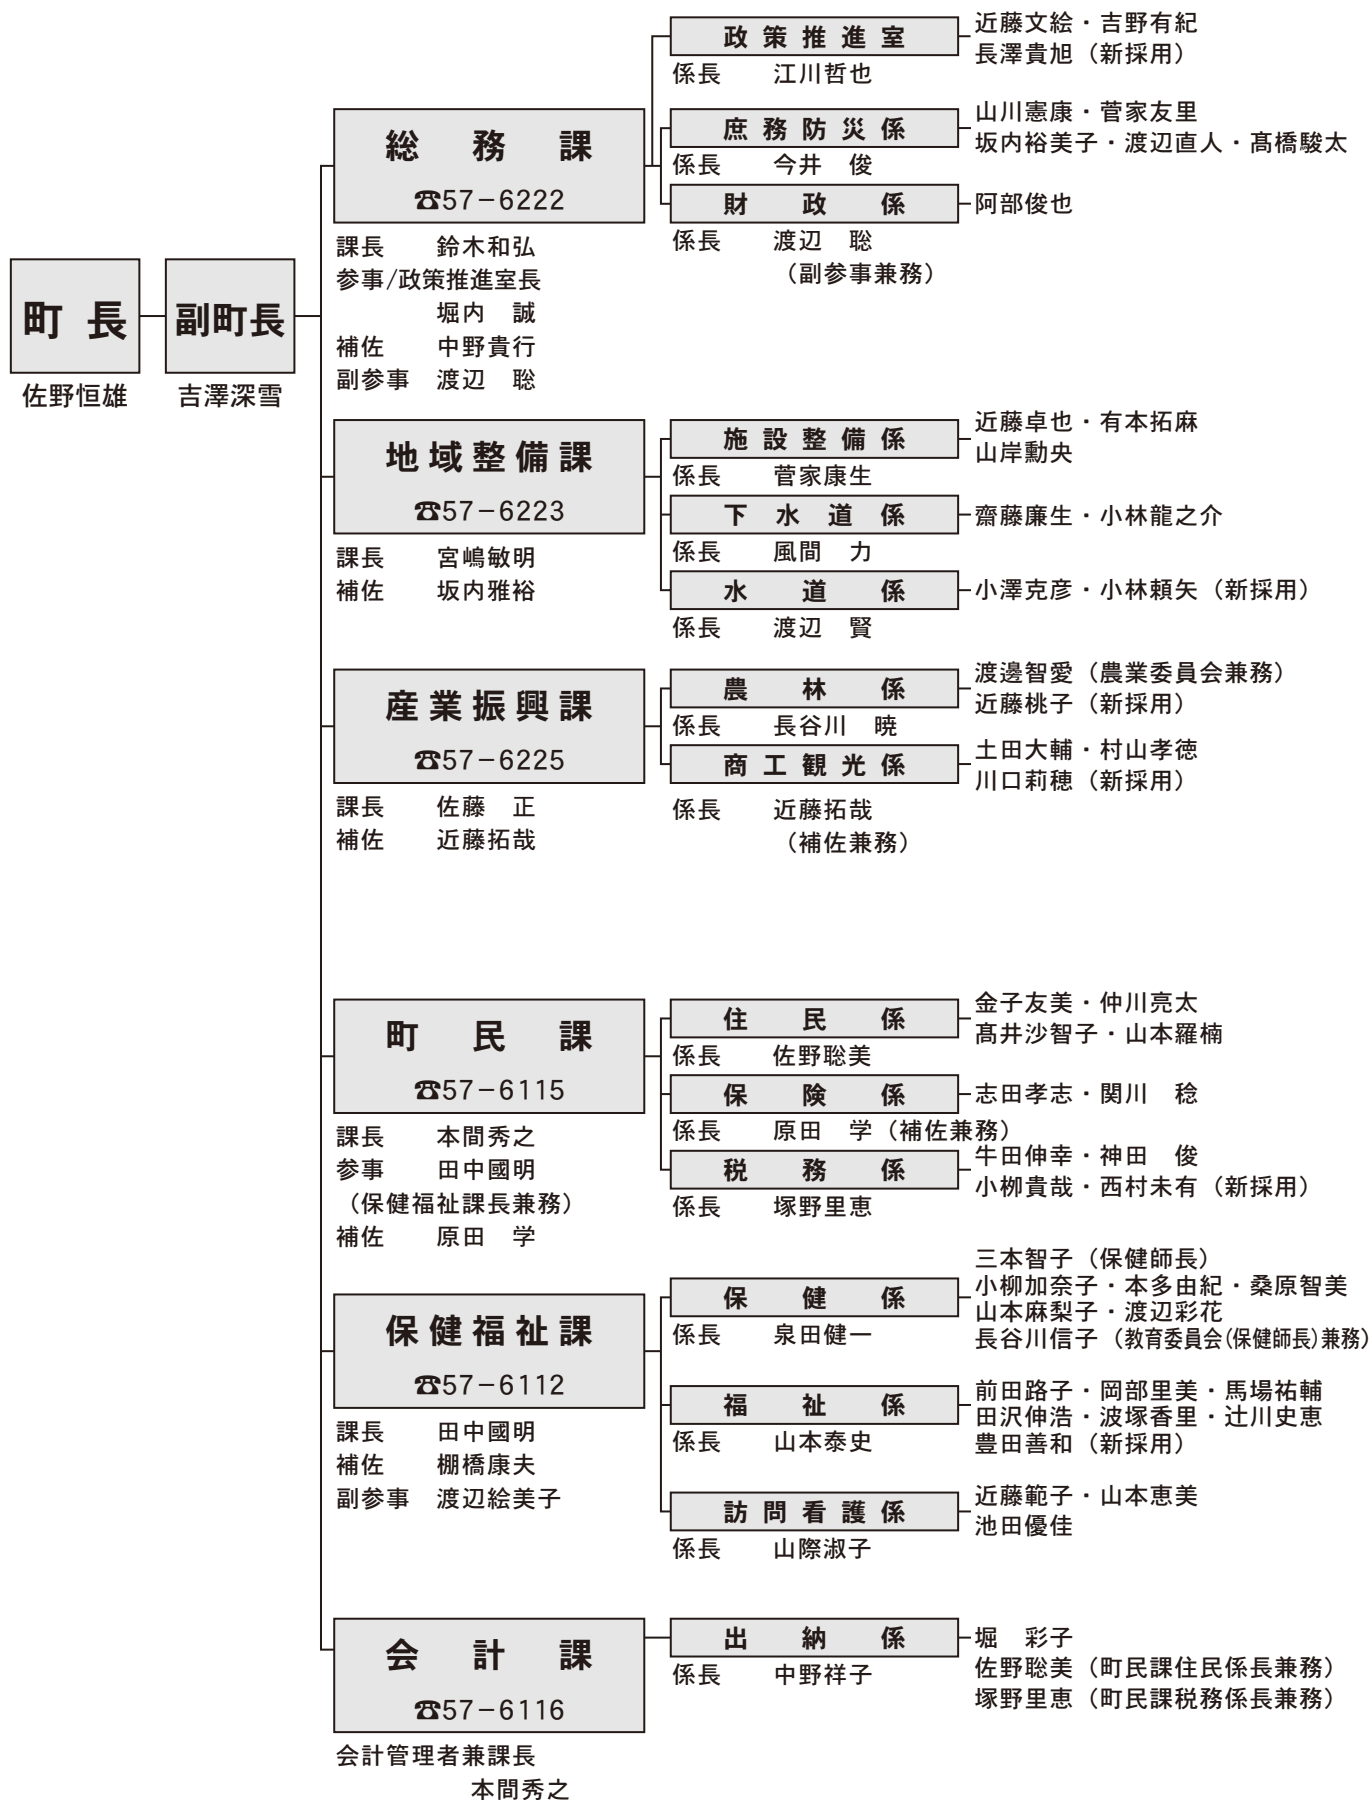 町長
佐野恒雄
副町長
吉澤深雪
総務課
☎57−6222
課長　鈴木和弘
参事/政策推進室長
堀内　誠
補佐　中野貴行
副参事　渡辺　聡
政策推進室
係長　江川哲也
近藤文絵・吉野有紀
長澤貴旭（新採用）
庶務防災係
係長　今井　俊
山川憲康・菅家友里
坂内裕美子・渡辺直人・髙橋駿太
財政係
係長　渡辺　聡
（副参事兼務）
阿部俊也
地域整備課
☎57−6223
課長　宮嶋敏明
補佐　坂内雅裕
施設整備係
係長　菅家康生
近藤卓也・有本拓麻
山岸勳央
下水道係
係長　風間　力
齋藤廉生・小林龍之介
水道係
係長　渡辺　賢
小澤克彦・小林頼矢（新採用）
産業振興課
☎57−6225
課長　佐藤　正
補佐　近藤拓哉
農林係
係長　長谷川　暁
渡邊智愛（農業委員会兼務）
近藤桃子（新採用）
商工観光係
係長　近藤拓哉
（補佐兼務）
土田大輔・村山孝徳
川口莉穂（新採用）
町民課
☎57−6115
課長　本間秀之
参事　田中國明
（保健福祉課長兼務）
補佐　原田　学
住民係
係長　佐野聡美
金子友美・仲川亮太
髙井沙智子・山本羅楠
保険係
係長　原田　学（補佐兼務）
志田孝志・関川　稔
税務係
係長　塚野里恵
牛田伸幸・神田　俊
小栁貴哉・西村未有（新採用）
保健福祉課
☎57−6112
課長　田中國明
補佐　棚橋康夫
副参事　渡辺絵美子
保健係
係長　泉田健一
三本智子（保健師長）
小柳加奈子・本多由紀・桑原智美
山本麻梨子・渡辺彩花
長谷川信子（教育委員会(保健師長)兼務）
福祉係
係長　山本泰史
前田路子・岡部里美・馬場祐輔
田沢伸浩・波塚香里・辻川史恵
豊田善和（新採用）
訪問看護係
係長　山際淑子
近藤範子・山本恵美
池田優佳
会計課
☎57−6116
会計管理者兼課長
本間秀之
出納係
係長　中野祥子
堀　彩子
佐野聡美（町民課住民係長兼務）
塚野里恵（町民課税務係長兼務）